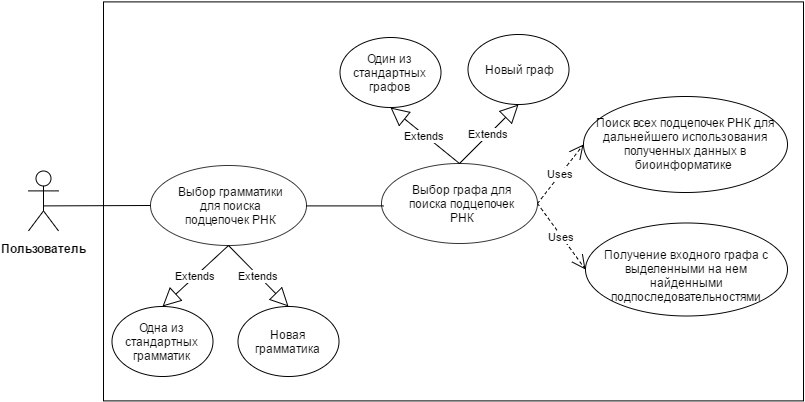 Один из
стандартных
графов
Новый граф
Extends
Extends
Поиск всех подцепочек РНК для
дальнейшего использования
полученных данных в
биоинформатике
Uses
Пользователь
Выбор грамматики
для поиска
подцепочек РНК
Выбор графа для
поиска подцепочек
РНК
Uses
Получение входного графа с
выделенными на нем
найденными
подпоследовательностями
Extends
Extends
Одна из
стандартных
грамматик
Новая
грамматика